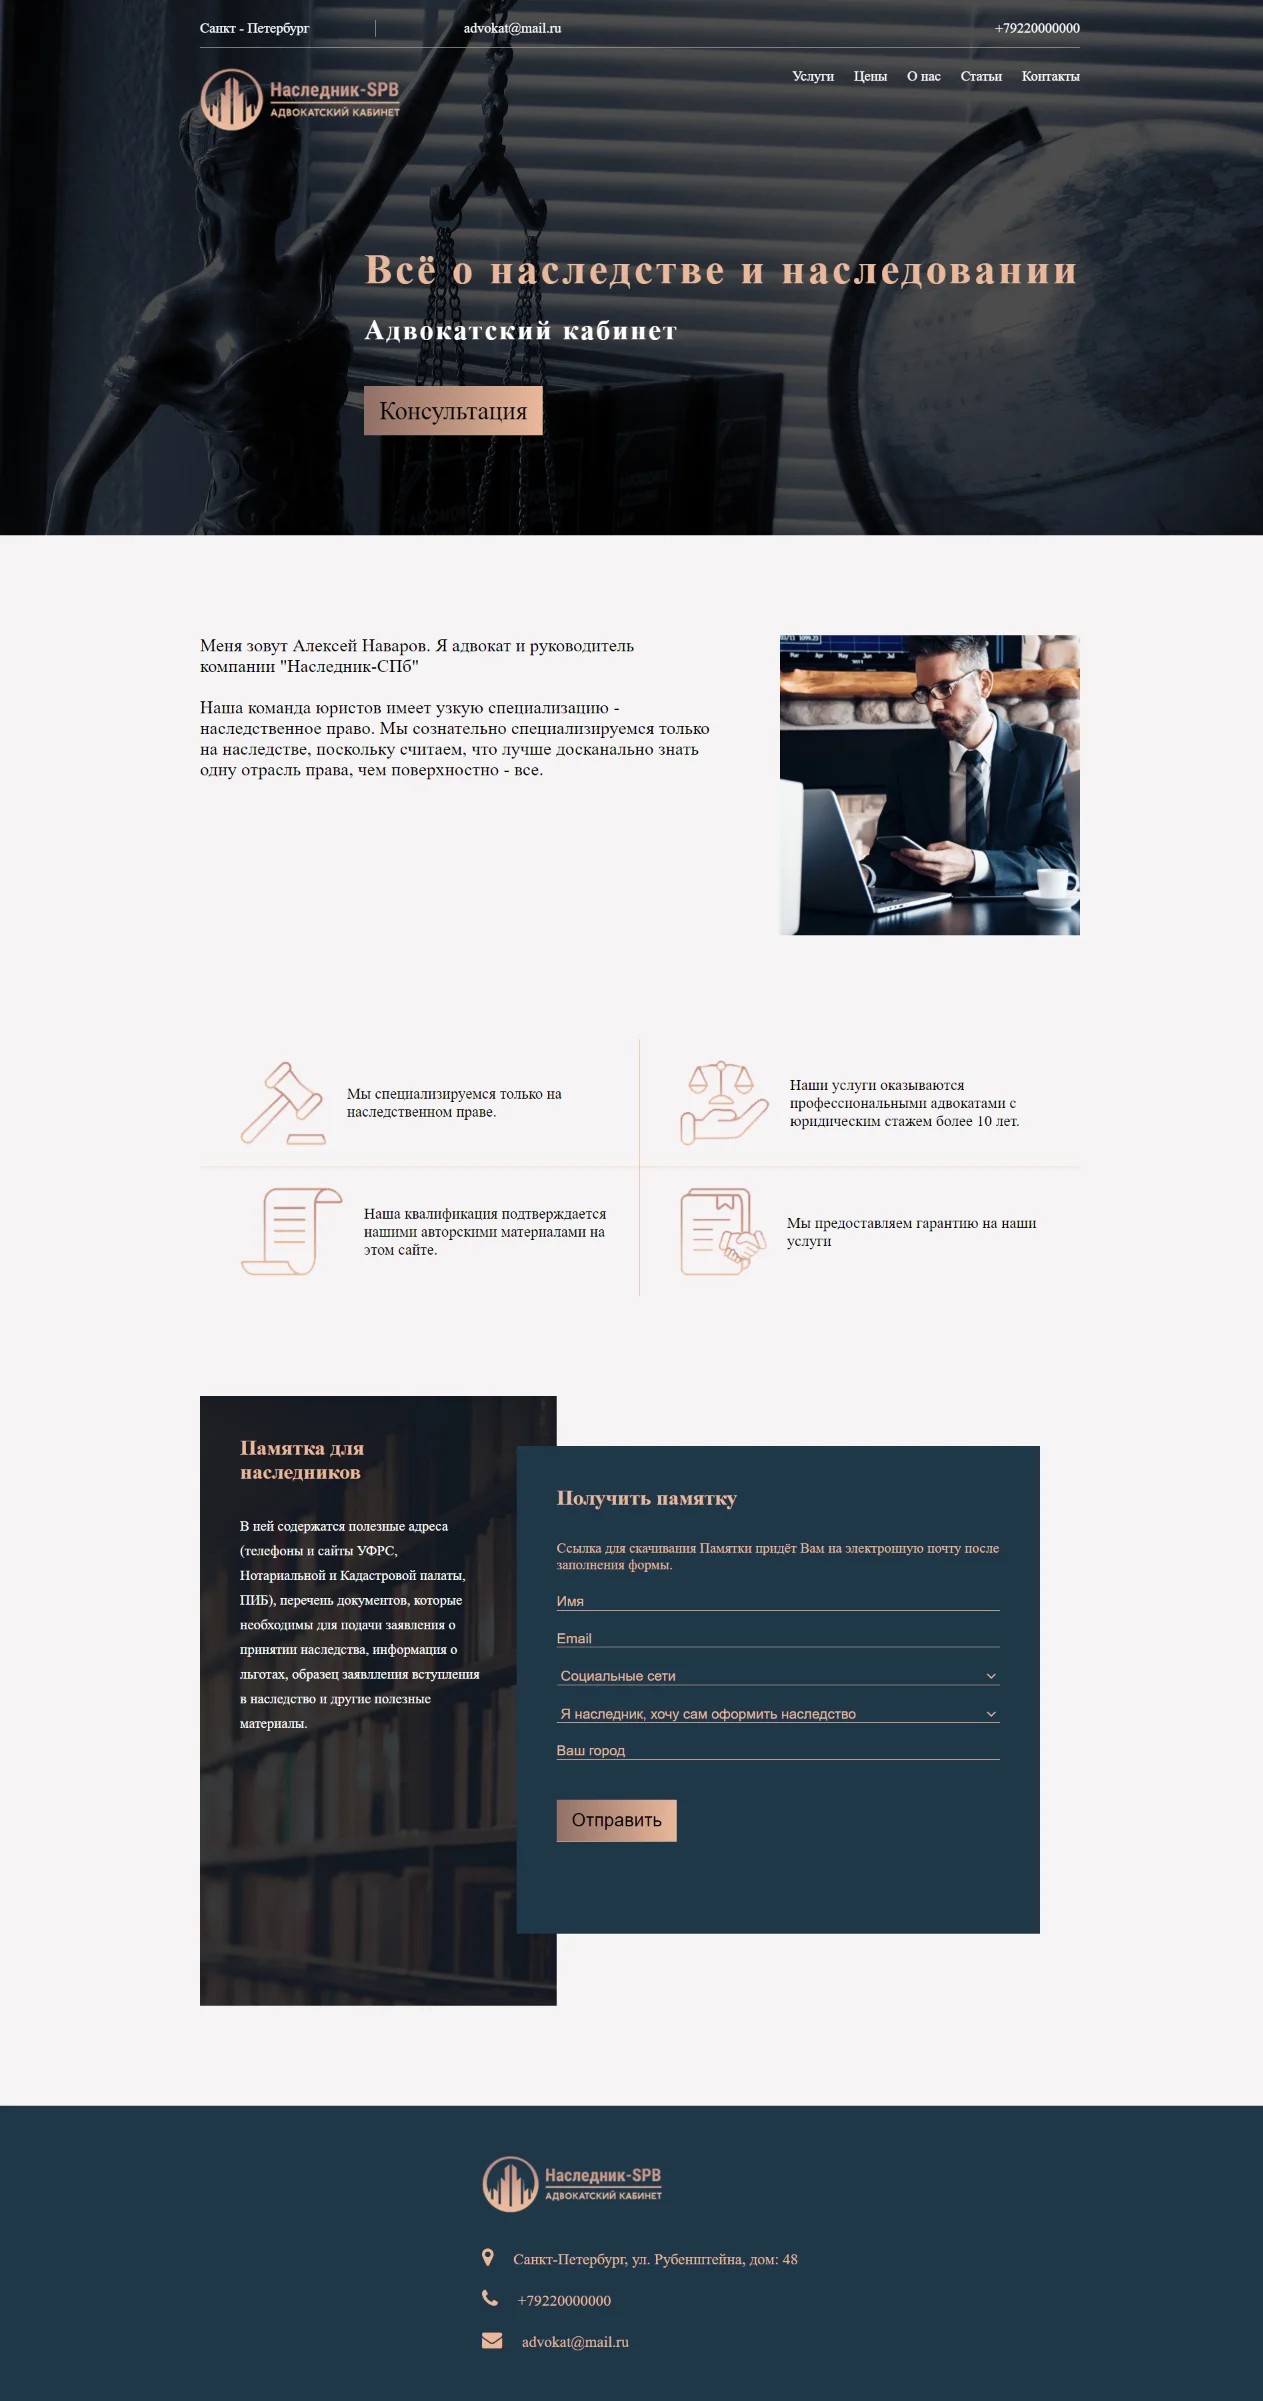 Санкт - Петербург
advokat@mail.ru
+79220000000
Наследник-SPB
АДВОКАТСКИЙ КАБИНЕТ
Услуги Цены О нас Статьи Контакты
Всё о наследстве и наследовании
Адвокатский кабинет
Консультация
Меня зовут Алексей Наваров. Я адвокат и руководитель
компании "Наследник-СПб"
Наша команда юристов имеет узкую специализацию -
наследственное право. Мы сознательно специализируемся только
на наследстве, поскольку считаем, что лучше досканально знать
одну отрасль права, чем поверхностно - все.
Mar Apr May Jun Jul
Мы специализируемся только на
наследственном праве.
Наши услуги оказываются
профессиональными адвокатами с
юридическим стажем более 10 лет.
Наша квалификация подтверждается
нашими авторскими материалами на
этом сайте.
Мы предоставляем гарантию на наши
услуги
Памятка для
наследников
В ней содержатся полезные адреса
(телефоны и сайты УФРС,
Нотариальной и Кадастровой палаты,
ПИБ), перечень документов, которые
необходимы для подачи заявления о
принятии наследства, информация о
льготах, образец заявлления вступления
в наследство и другие полезные
материалы.
Получить памятку
Ссылка для скачивания Памятки придёт Вам на электронную почту после
заполнения формы.
Имя
Email
Социальные сети
Я наследник, хочу сам оформить наследство
Ваш город
Отправить
Наследник-SPB
АДВОКАТСКИЙ КАБИНЕТ
Санкт-Петербург, ул. Рубенштейна, дом: 48
+79220000000
advokat@mail.ru